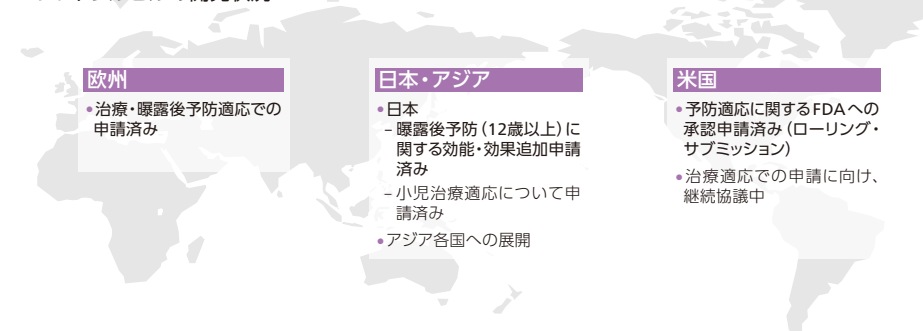 欧州
•治療・曝露後予防適応での
申請済み
日本・アジア
•日本
–曝露後予防（12歳以上）に
関する効能・効果追加申請
済み
–小児治療適応について申
請済み
•アジア各国への展開
米国
•予防適応に関するFDAへの
承認申請済み（ローリング・
サブミッション）
•治療適応での申請に向け、
継続協議中